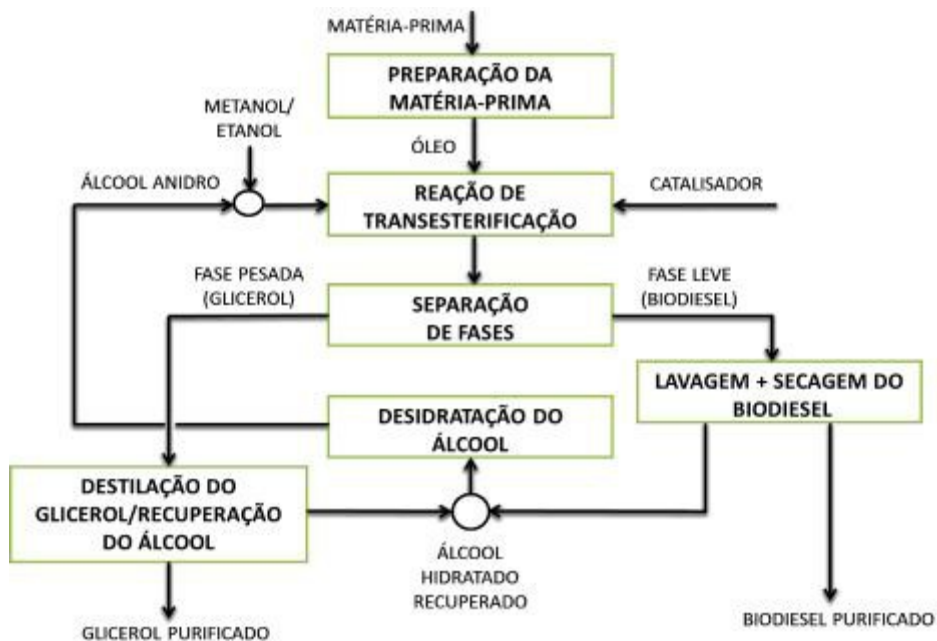 MATÉRIA-PRIMA
PREPARAÇÃO DA
MATÉRIA-PRIMA
METANOL/
ETANOL
ÓLEO
ÁLCOOL ANIDRO
REAÇÃO DE
TRANSESTERIFICAÇÃO
CATALISADOR
FASE PESADA
(GLICEROL)
SEPARAÇÃO
DE FASES
FASE LEVE
(BIODIESEL)
LAVAGEM + SECAGEM DO
BIODIESEL
DESIDRATAÇÃO DO
ÁLCOOL
DESTILAÇÃO DO
GLICEROL/RECUPERAÇÃO
DO ÁLCOOL
ÁLCOOL
HIDRATADO
RECUPERADO
GLICEROL PURIFICADO
BIODIESEL PURIFICADO